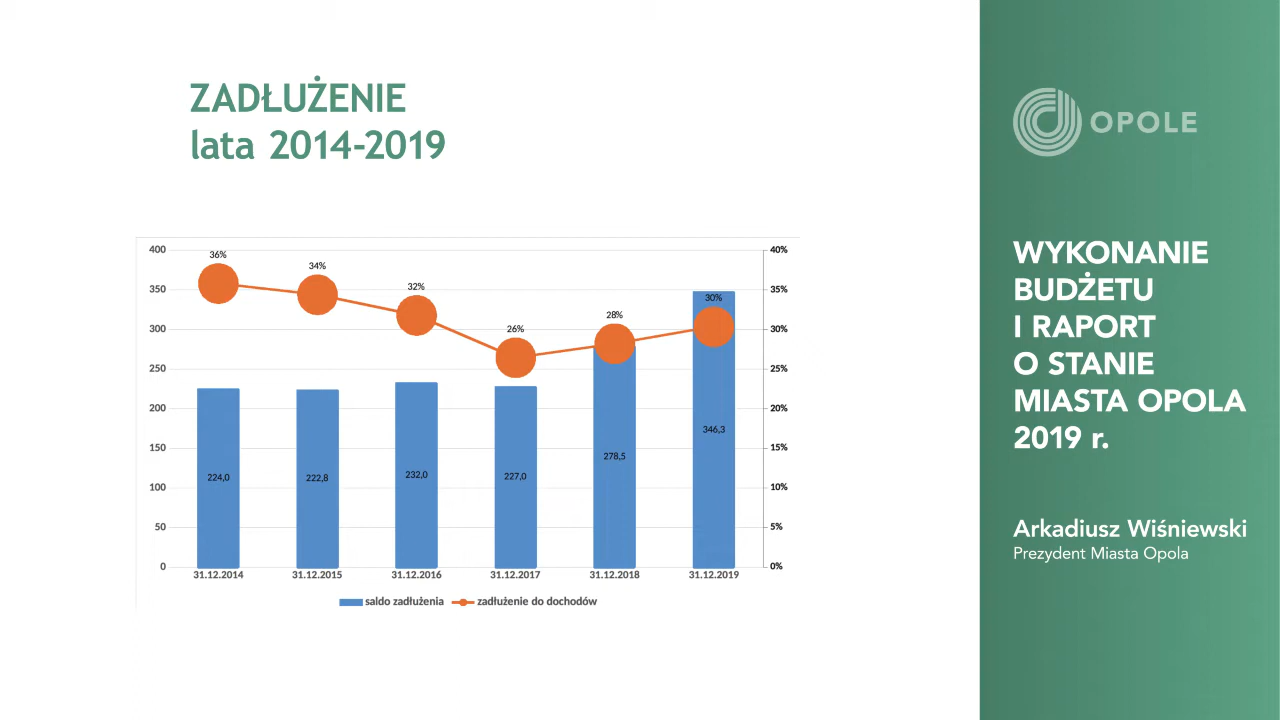 ZADŁUŻENIE
lata 2014-2019
400
350
300
250
200
150
100
50
0
40%
35%
30%
25%
20%
15%
10%
5%
0%
36%
34%
32%
26%
28%
30%
224,0
222,8
232,0
227,0
278,5
346,3
31.12.2014
31.12.2015
31.12.2016
31.12.2017
31.12.2018
31.12.2019
saldo zadłużenia
zadłużenie do dochodów
OPOLE
WYKONANIE
BUDŻETU
I RAPORT
O STANIE
MIASTA OPOLA
2019 r.
Arkadiusz Wiśniewski
Prezydent Miasta Opola